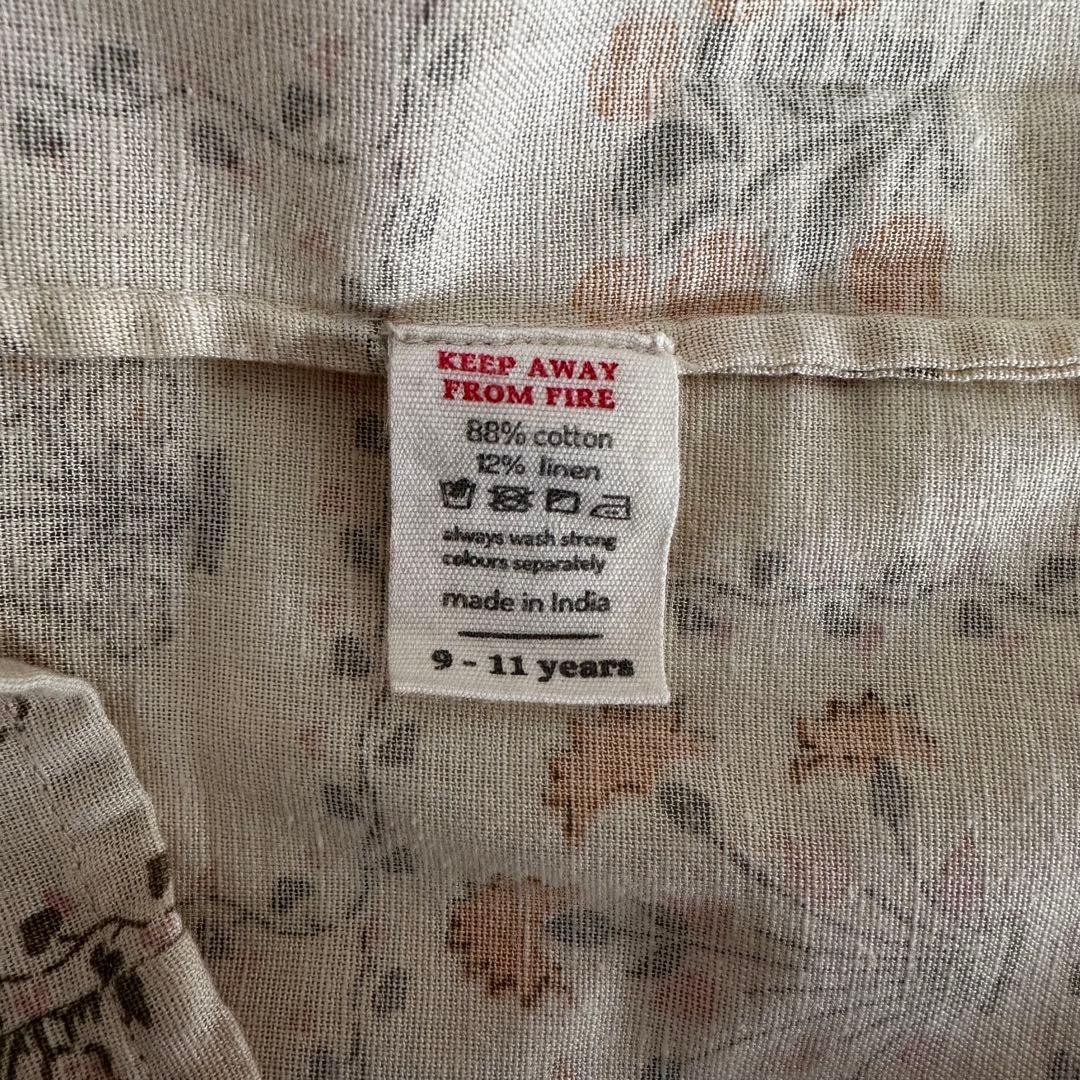 KEEP AWAY
FROM FIRE
88% cotton
12% linen
always wash strong
colours separately
made in India
9 - 11 years